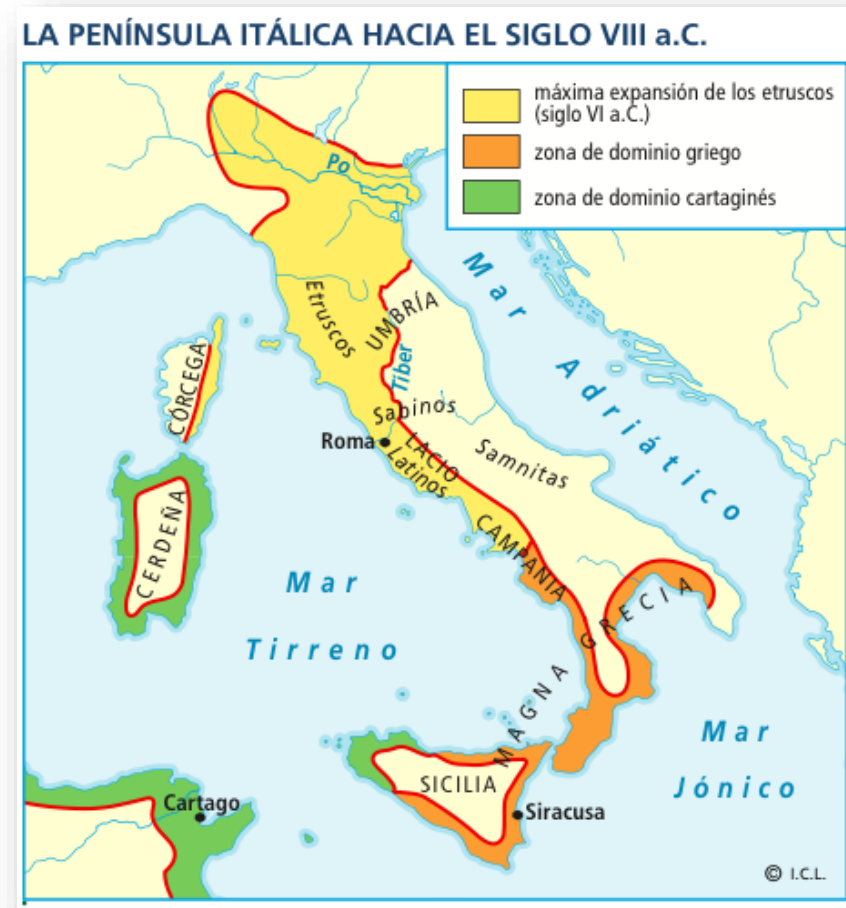 LA PENÍNSULA ITÁLICA HACIA EL SIGLO VIII a.C.
máxima expansión de los etruscos
(siglo VI a.C.)
zona de dominio griego
zona de dominio cartaginés
Po
Mar Adriático
Etruscos
UMBRÍA
Tiber
CÓRCEGA
Sabinos
Roma
LACIO
Latinos
Samnitas
CERDEÑA
CAMPANIA
Mar
Tirreno
MAGNA GRECIA
Mar
Jónico
SICILIA
Cartago
Siracusa
© I.C.L.